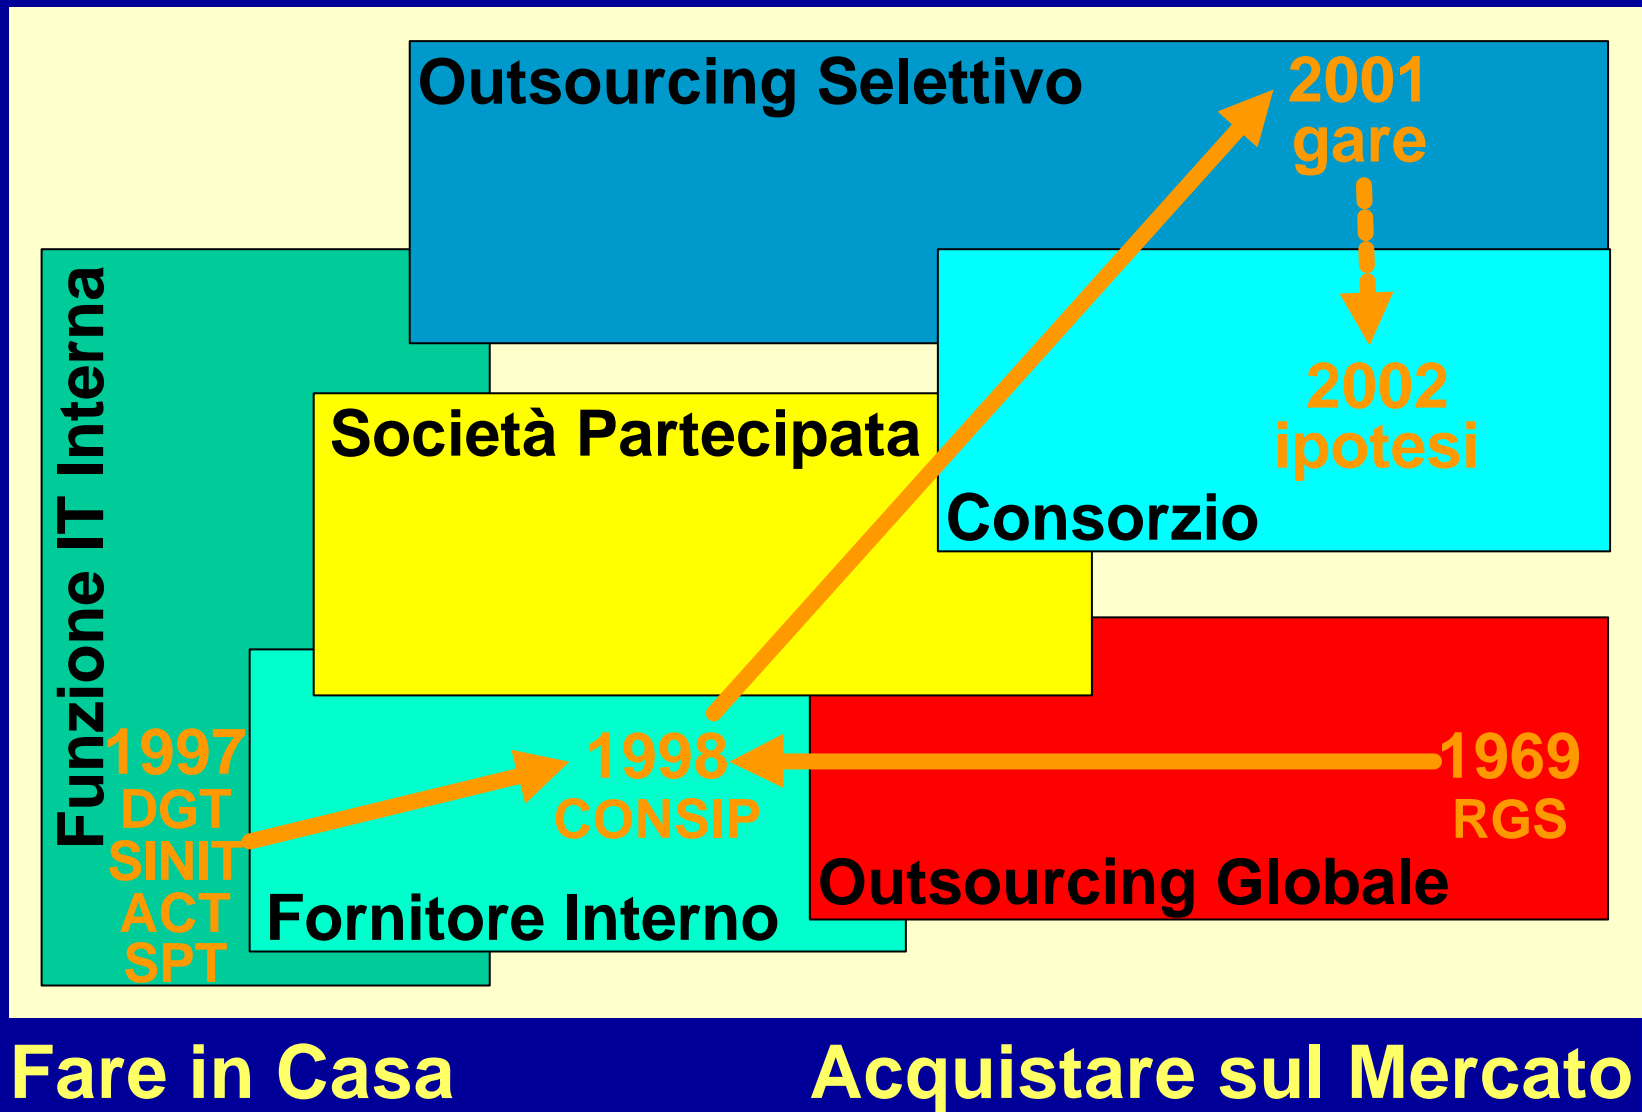 Outsourcing Selettivo
2001
gare
Funzione IT Interna
2002
ipotesi
Società Partecipata
Consorzio
1997
DGT
SINIT
ACT
SPT
1998
CONSIP
1969
RGS
Outsourcing Globale
Fornitore Interno
Fare in Casa
Acquistare sul Mercato